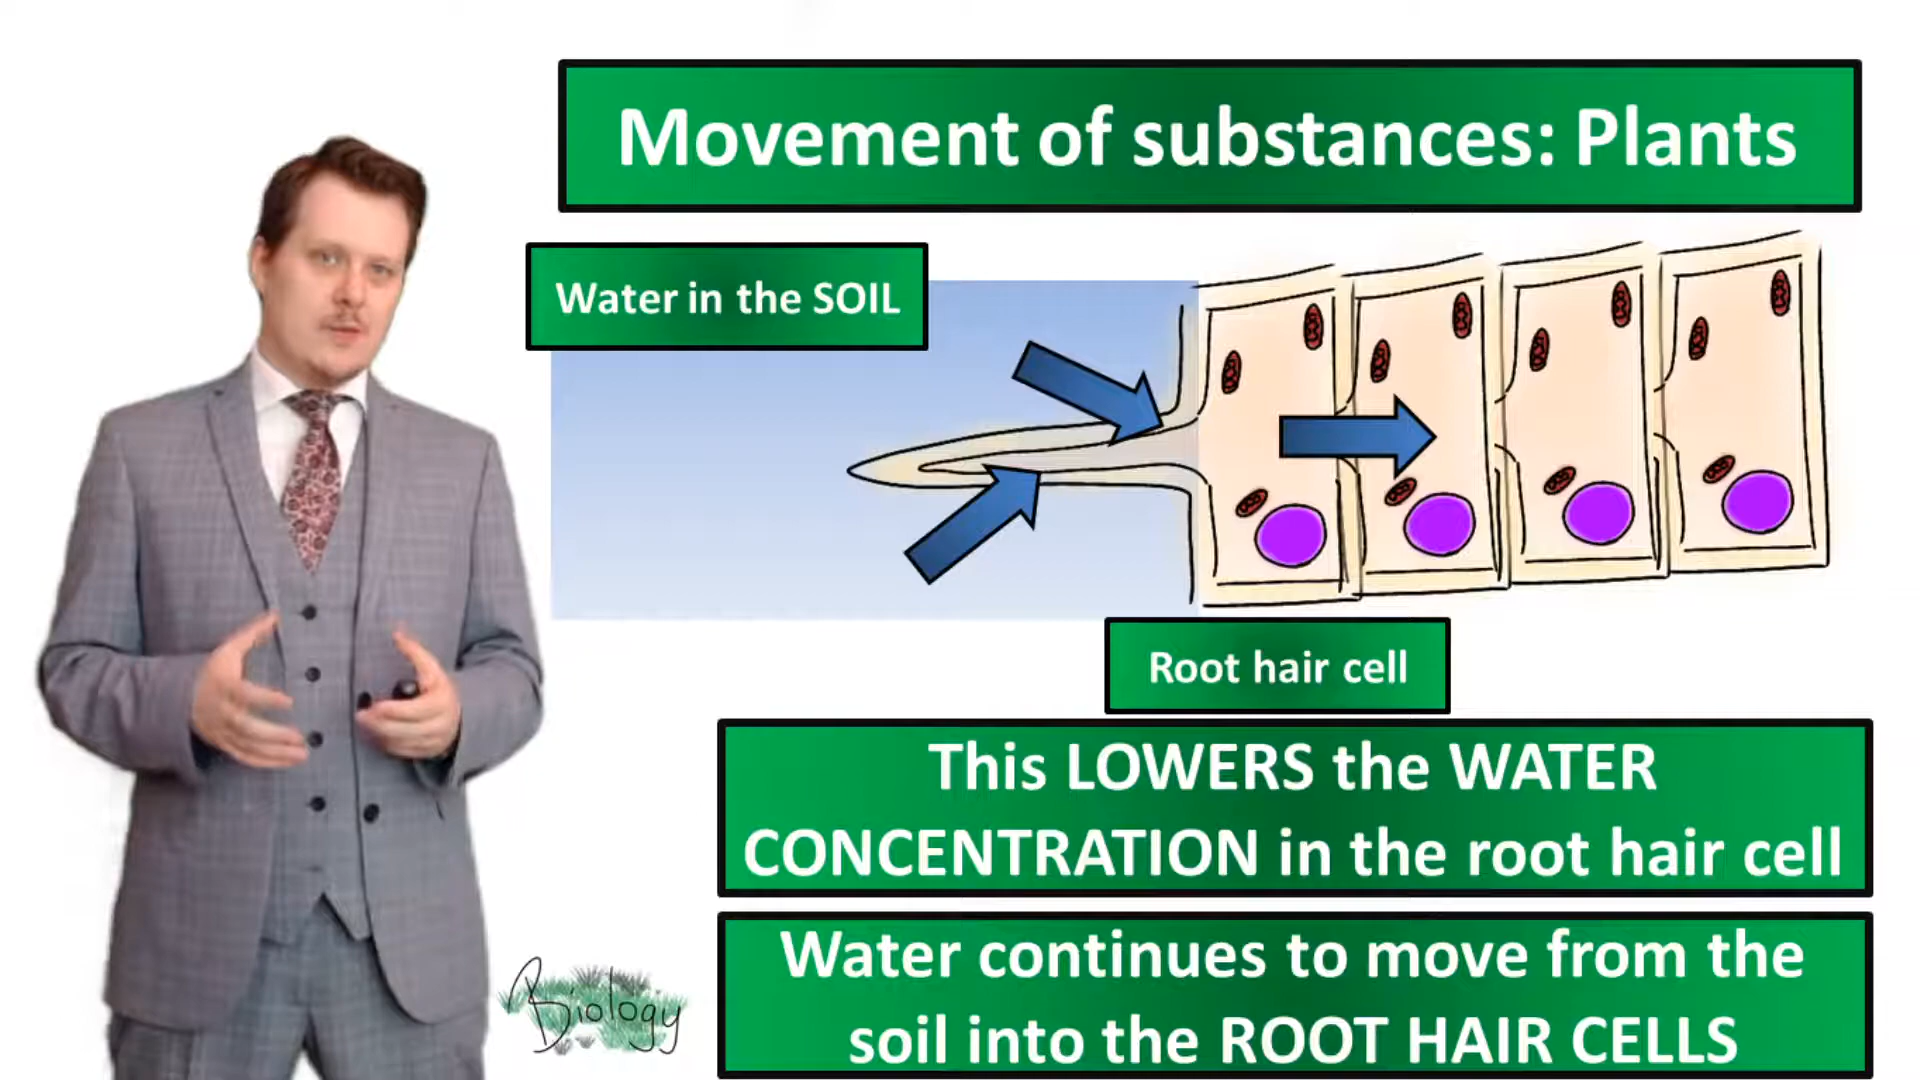 Movement of substances: Plants
Water in the SOIL
Root hair cell
This LOWERS the WATER
CONCENTRATION in the root hair cell
Water continues to move from the
soil into the ROOT HAIR CELLS
Biology